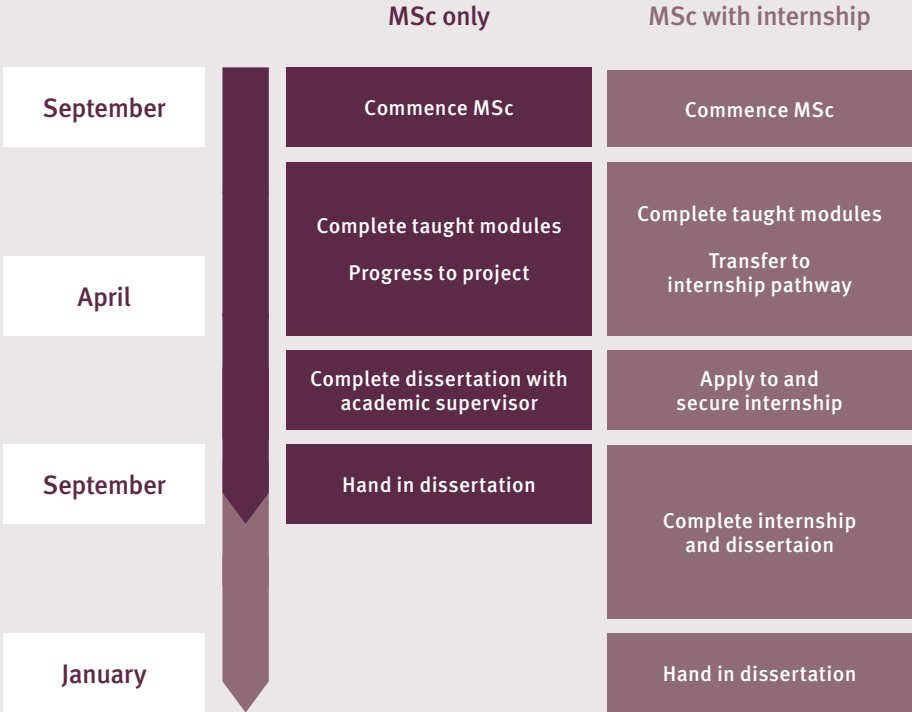 MSc only
MSc with internship
September
Commence MSc
Commence MSc
Complete taught modules
Progress to project
Complete taught modules
Transfer to
internship pathway
April
Complete dissertation with
academic supervisor
Apply to and
secure internship
September
Hand in dissertation
Complete internship
and dissertaion
January
Hand in dissertation